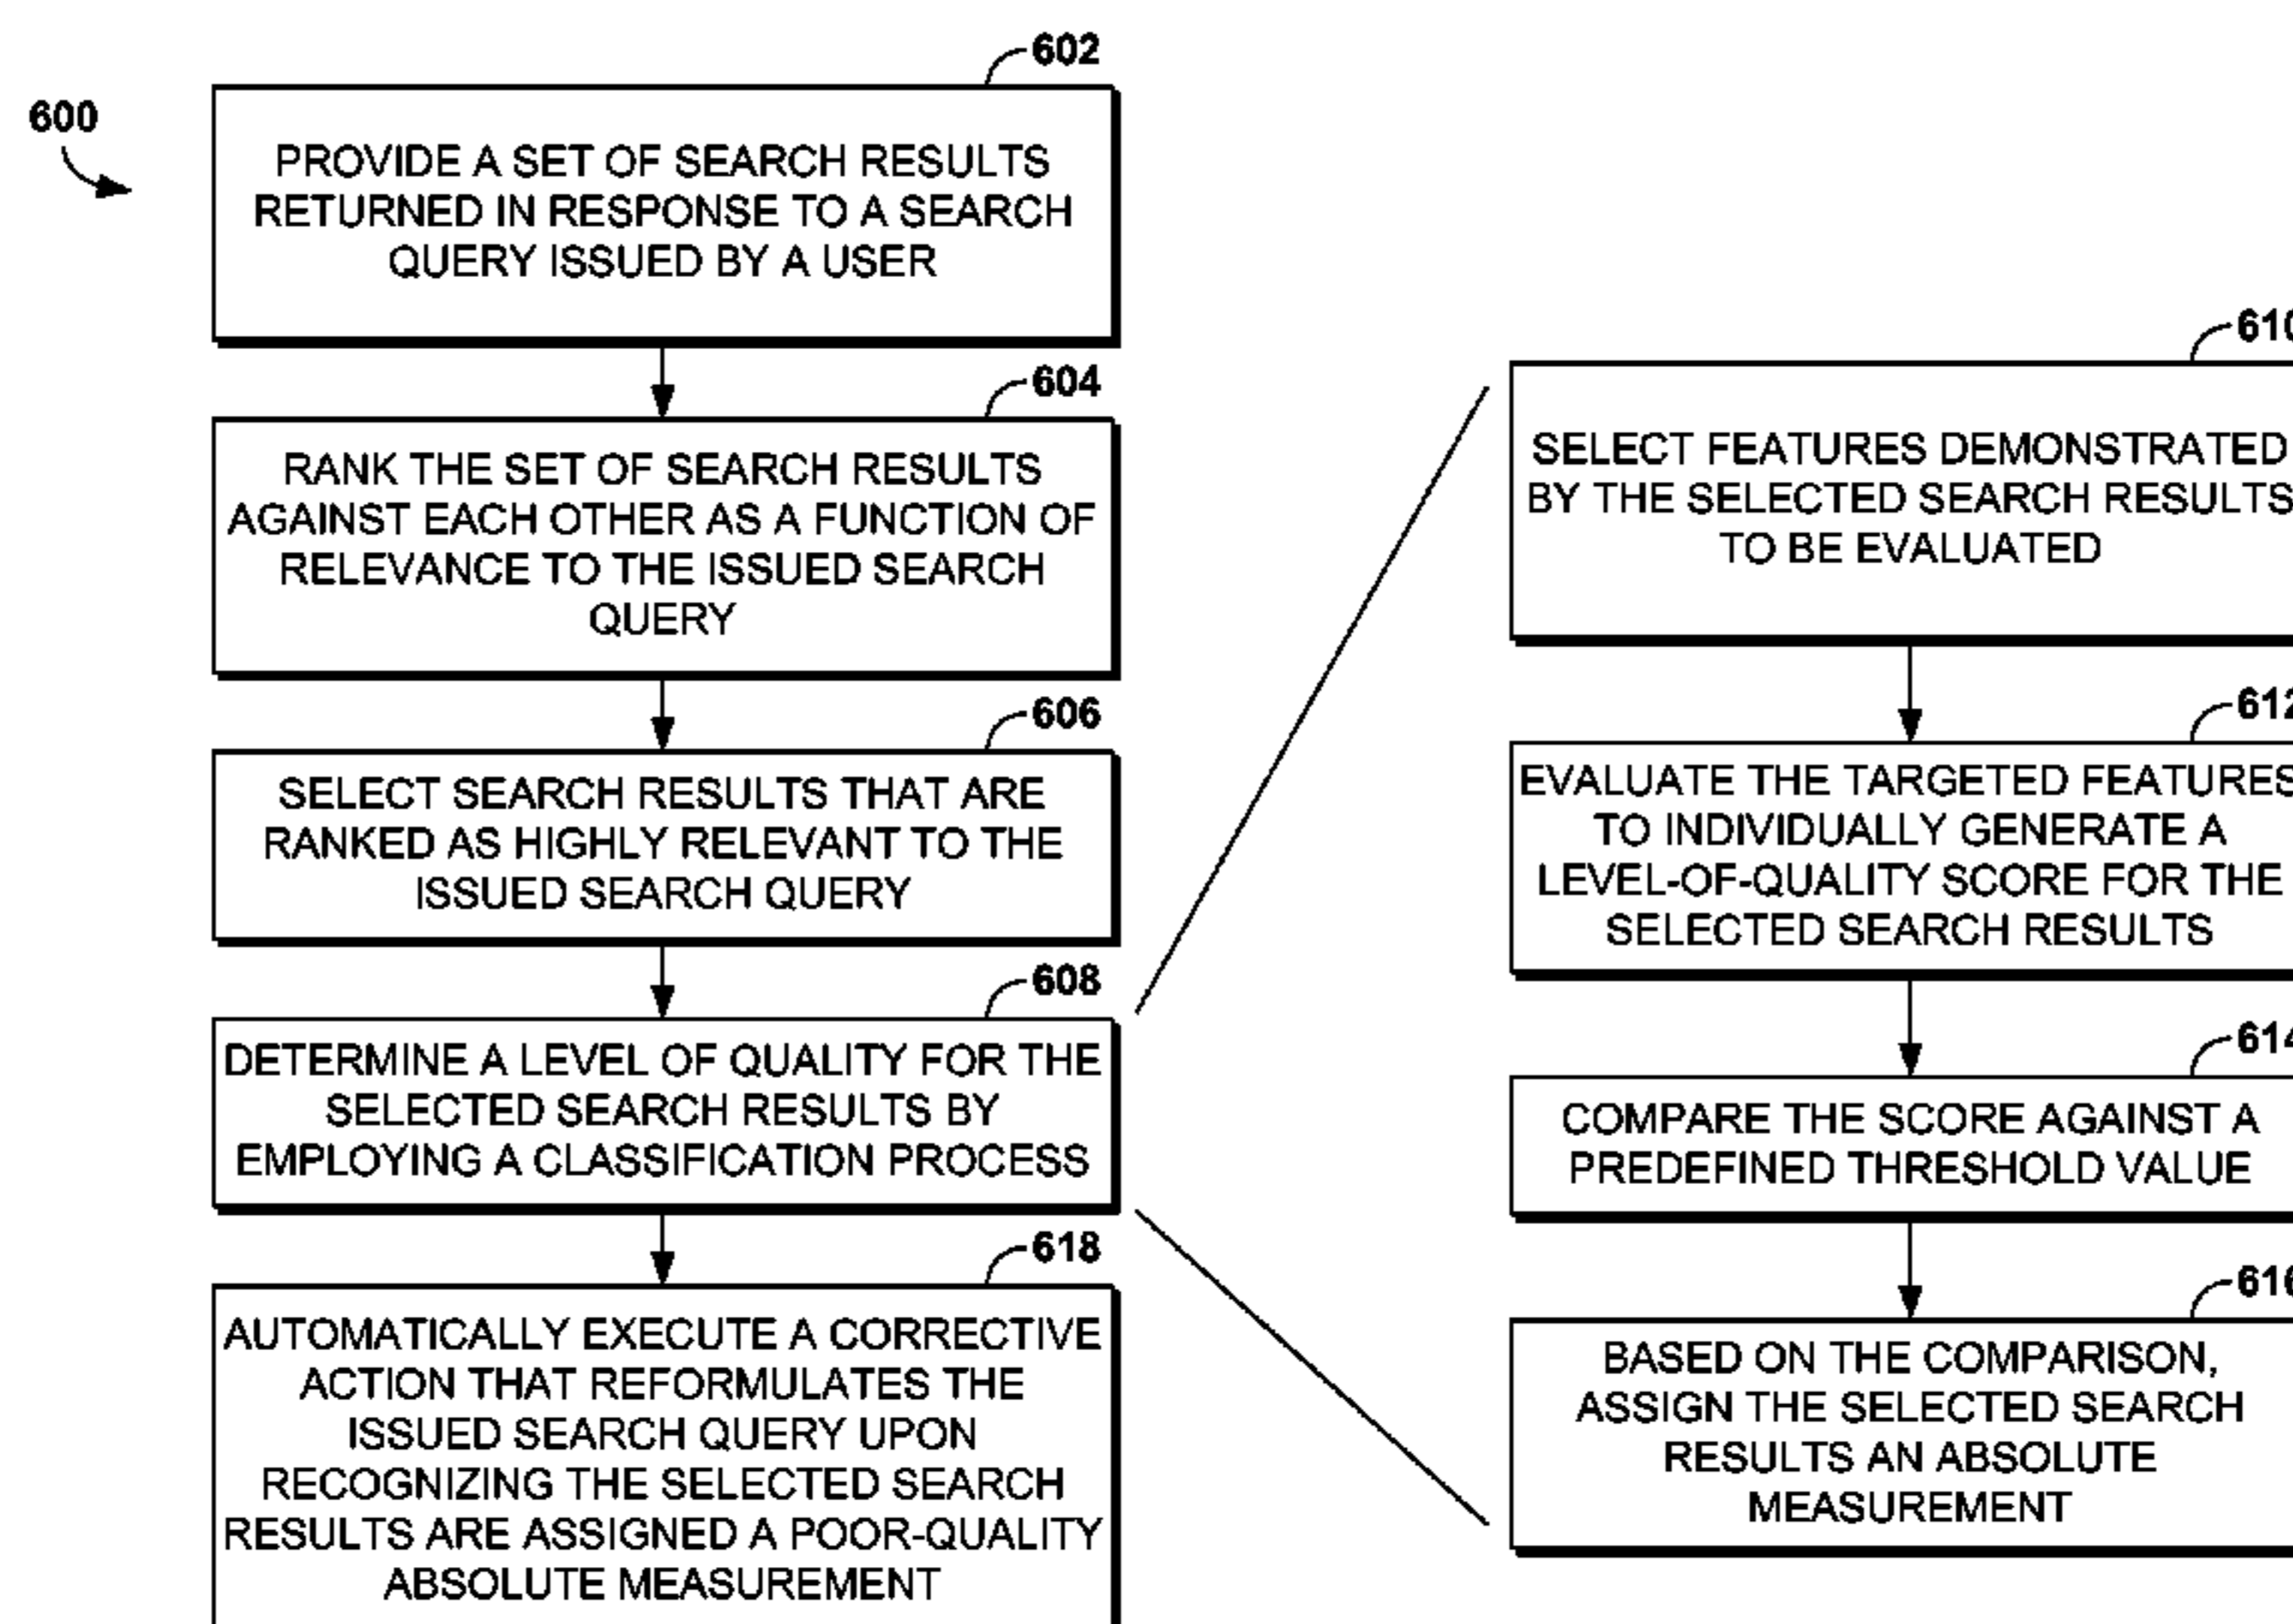 600
602
PROVIDE A SET OF SEARCH RESULTS
RETURNED IN RESPONSE TO A SEARCH
QUERY ISSUED BY A USER
604
RANK THE SET OF SEARCH RESULTS
AGAINST EACH OTHER AS A FUNCTION OF
RELEVANCE TO THE ISSUED SEARCH
QUERY
606
SELECT SEARCH RESULTS THAT ARE
RANKED AS HIGHLY RELEVANT TO THE
ISSUED SEARCH QUERY
608
DETERMINE A LEVEL OF QUALITY FOR THE
SELECTED SEARCH RESULTS BY
EMPLOYING A CLASSIFICATION PROCESS
618
AUTOMATICALLY EXECUTE A CORRECTIVE
ACTION THAT REFORMULATES THE
ISSUED SEARCH QUERY UPON
RECOGNIZING THE SELECTED SEARCH
RESULTS ARE ASSIGNED A POOR-QUALITY
ABSOLUTE MEASUREMENT
610
SELECT FEATURES DEMONSTRATED
BY THE SELECTED SEARCH RESULTS
TO BE EVALUATED
612
EVALUATE THE TARGETED FEATURES
TO INDIVIDUALLY GENERATE A
LEVEL-OF-QUALITY SCORE FOR THE
SELECTED SEARCH RESULTS
614
COMPARE THE SCORE AGAINST A
PREDEFINED THRESHOLD VALUE
616
BASED ON THE COMPARISON,
ASSIGN THE SELECTED SEARCH
RESULTS AN ABSOLUTE
MEASUREMENT